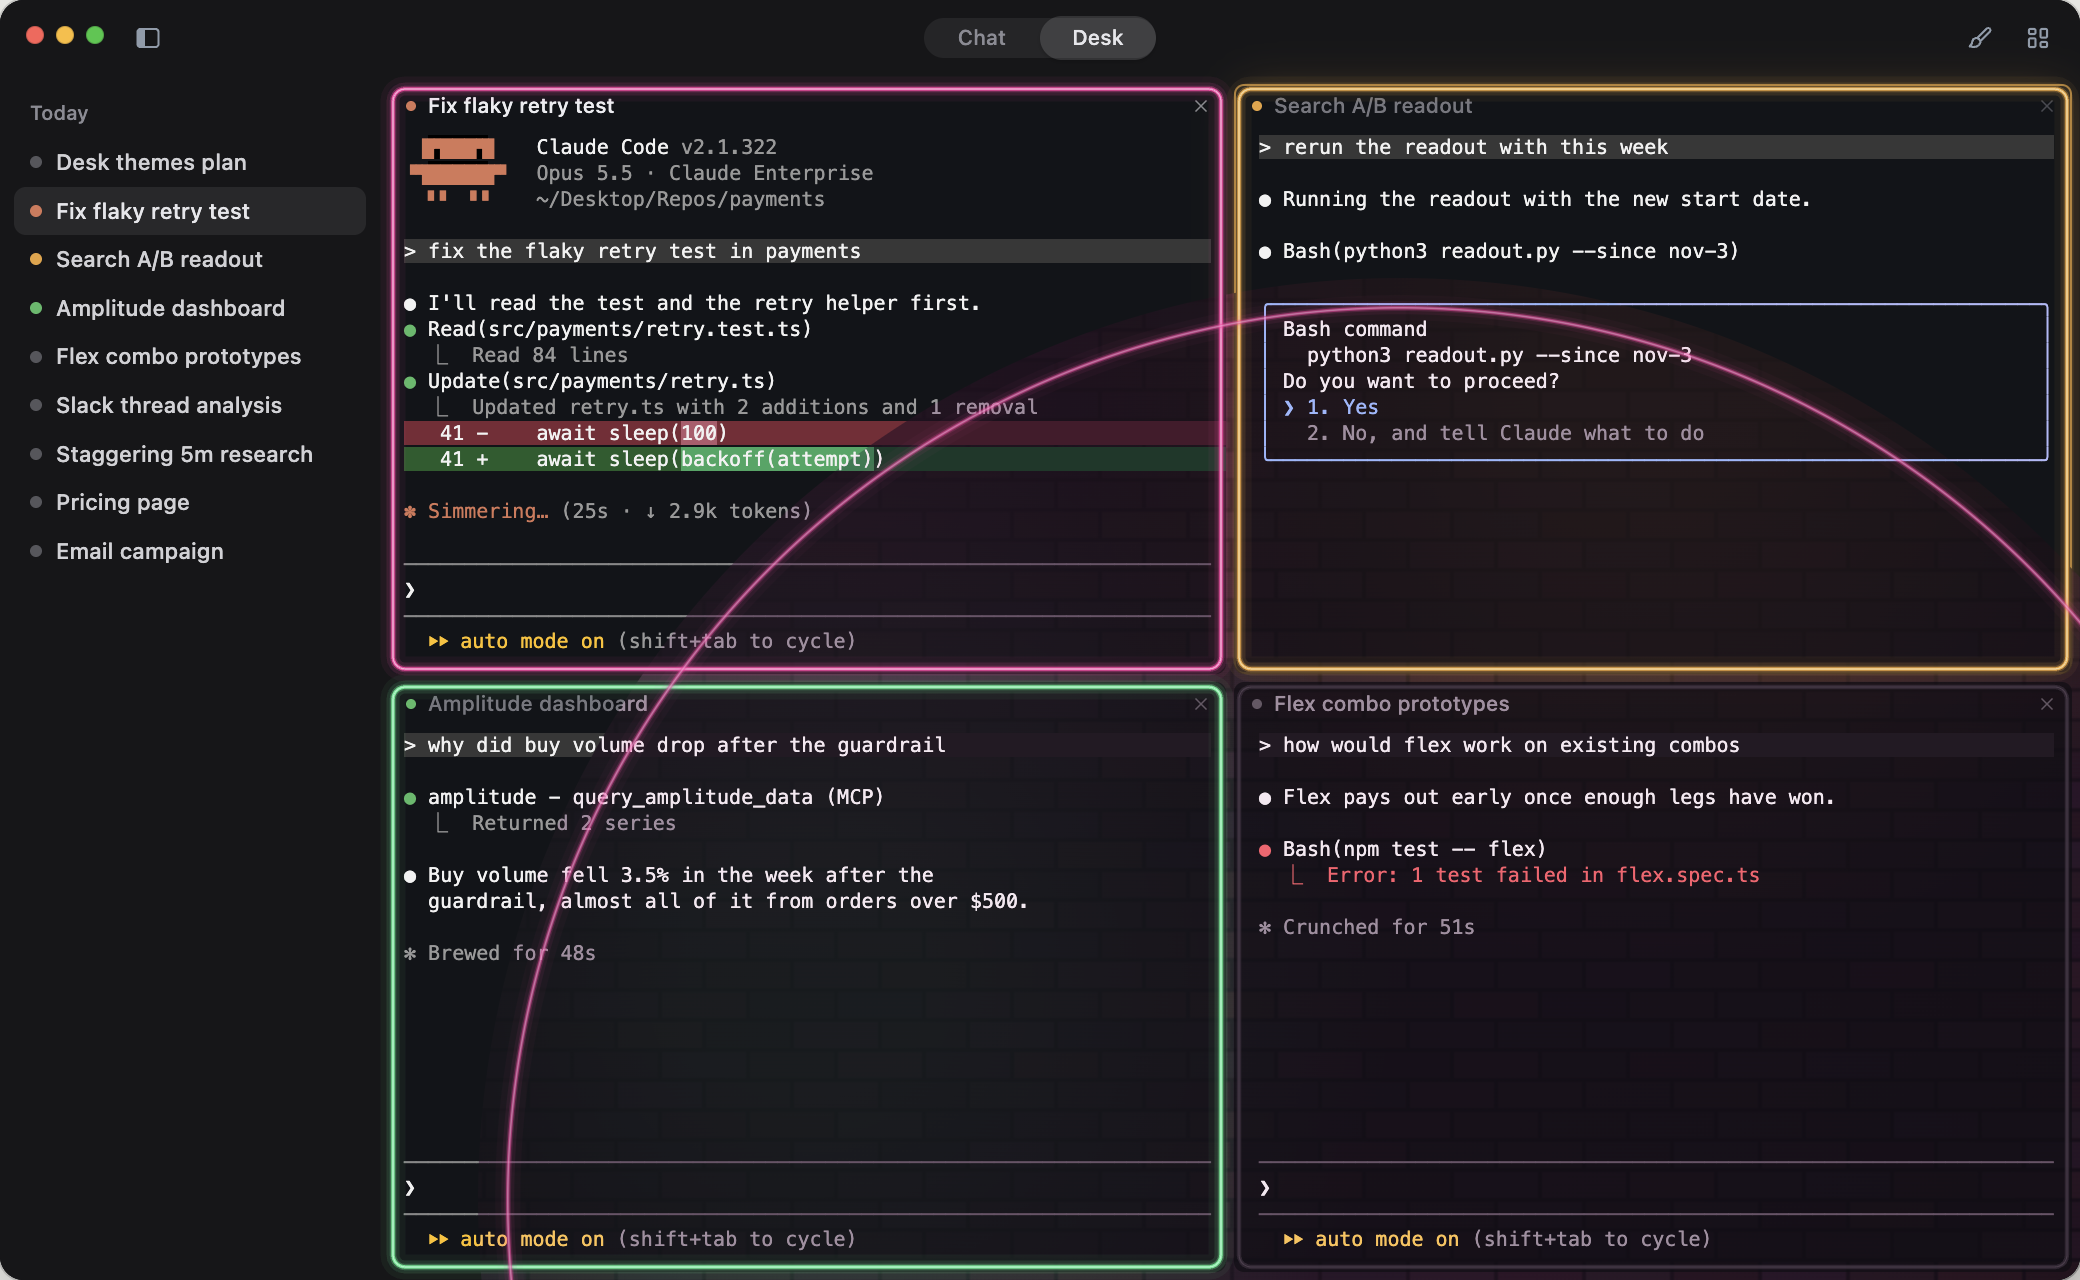 Chat
Desk
Today
Desk themes plan
Fix flaky retry test
Search A/B readout
Amplitude dashboard
Flex combo prototypes
Slack thread analysis
Staggering 5m research
Pricing page
Email campaign
Fix flaky retry test
Claude Code v2.1.322
Opus 5.5 · Claude Enterprise
~/Desktop/Repos/payments
> fix the flaky retry test in payments
● I'll read the test and the retry helper first.
● Read(src/payments/retry.test.ts)
⎿ Read 84 lines
● Update(src/payments/retry.ts)
⎿ Updated retry.ts with 2 additions and 1 removal
41 - await sleep(100)
41 + await sleep(backoff(attempt))
✽ Simmering… (25s · ↓ 2.9k tokens)
❯
▸▸ auto mode on (shift+tab to cycle)
Search A/B readout
> rerun the readout with this week
● Running the readout with the new start date.
● Bash(python3 readout.py --since nov-3)
Bash command
python3 readout.py --since nov-3
Do you want to proceed?
❯ 1. Yes
2. No, and tell Claude what to do
Amplitude dashboard
> why did buy volume drop after the guardrail
● amplitude - query_amplitude_data (MCP)
⎿ Returned 2 series
● Buy volume fell 3.5% in the week after the
guardrail, almost all of it from orders over $500.
✻ Brewed for 48s
❯
▸▸ auto mode on (shift+tab to cycle)
Flex combo prototypes
> how would flex work on existing combos
● Flex pays out early once enough legs have won.
● Bash(npm test -- flex)
⎿ Error: 1 test failed in flex.spec.ts
✻ Crunched for 51s
❯
▸▸ auto mode on (shift+tab to cycle)